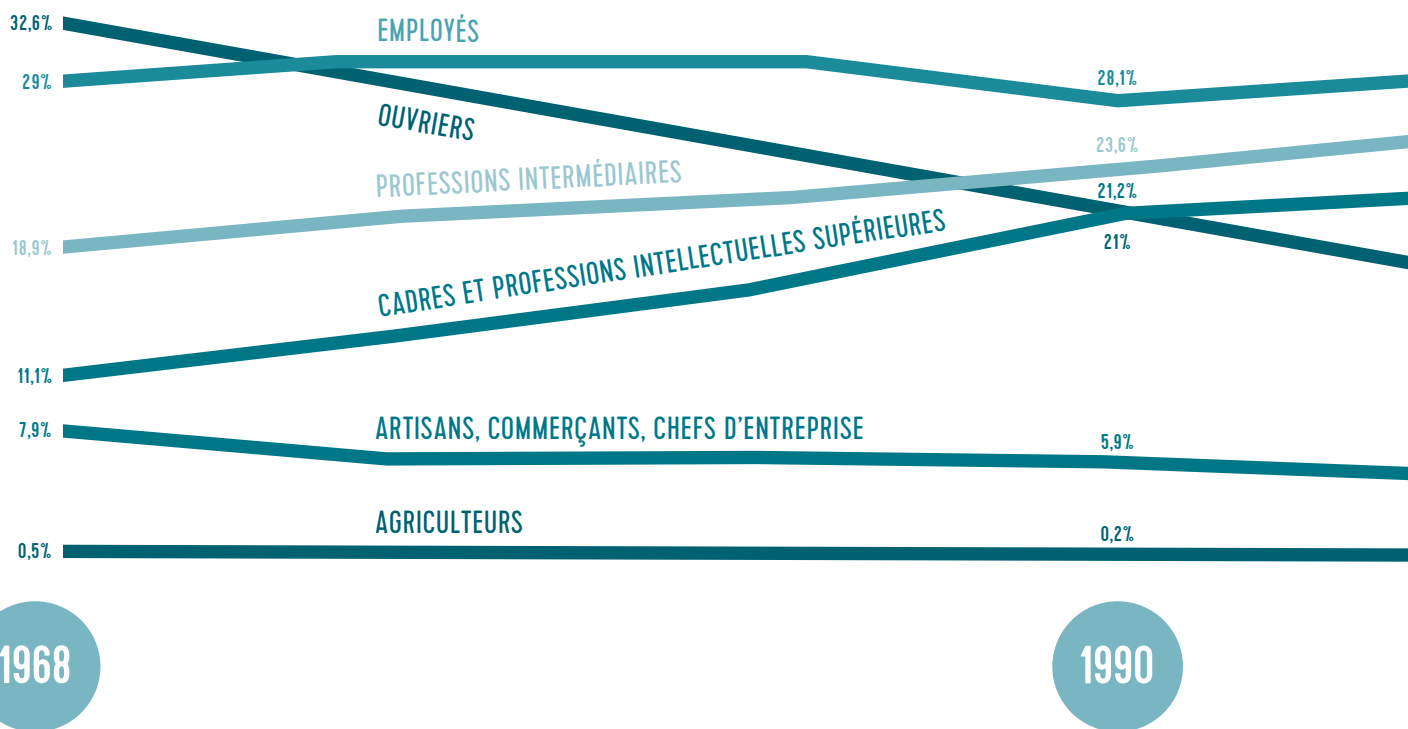 32,6%
EMPLOYÉS
29%
28,1%
OUVRIERS
23,6%
PROFESSIONS INTERMÉDIAIRES
21,2%
18,9%
21%
CADRES ET PROFESSIONS INTELLECTUELLES SUPÉRIEURES
11,1%
7,9%
ARTISANS, COMMERÇANTS, CHEFS D'ENTREPRISE
5,9%
AGRICULTEURS
0,2%
0,5%
1968
1990